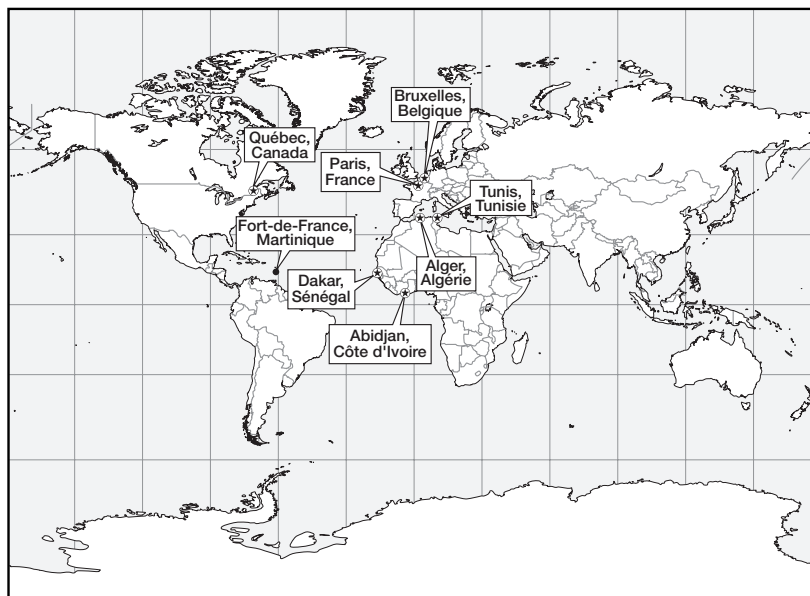 Bruxelles,
Belgique
Québec,
Canada
Paris,
France
Tunis,
Tunisie
Fort-de-France,
Martinique
Alger,
Algérie
Dakar,
Sénégal
Abidjan,
Côte d'Ivoire